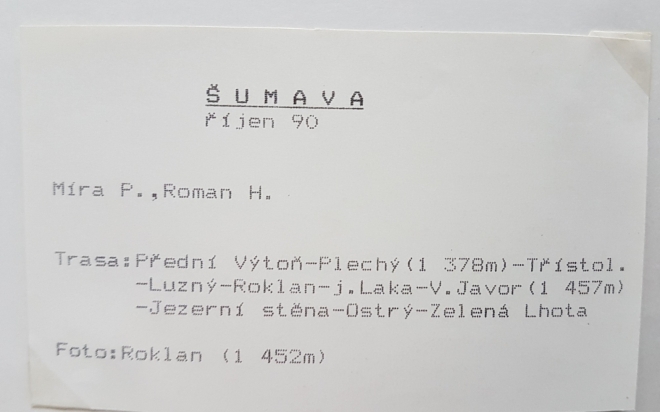 Š U M A V A
říjen 90
Míra P.,Roman H.
Trasa:Přední Výtoň-Plechý(1 378m)-Třístol.
-Luzný-Roklan-j.Laka-V.Javor(1 457m)
-Jezerní stěna-Ostrý-Zelená Lhota
Foto:Roklan (1 452m)